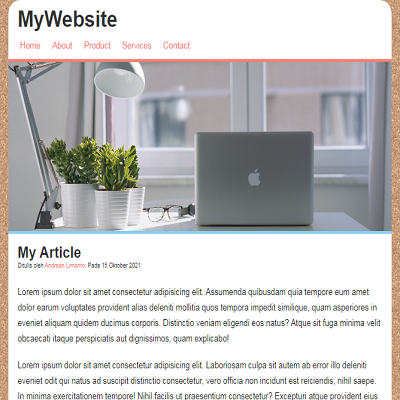 MyWebsite
Home About Product Services Contact
My Article
Ditulis oleh Andrean Limanto. Pada 15 Oktober 2021
Lorem ipsum dolor sit amet consectetur adipisicing elit. Assumenda quibusdam quia tempore eum amet
dolor earum voluptates provident alias deleniti mollitia quos tempora impedit similique, quam asperiores in
eveniet aliquam quidem ducimus corporis. Distinctio veniam eligendi eos natus? Atque sit fuga minima velit
obcaecati itaque perspiciatis aut dignissimos, quam explicabo!
Lorem ipsum dolor sit amet consectetur adipisicing elit. Laboriosam culpa sit autem ab error illo deleniti
eveniet odit qui natus ad suscipit distinctio consectetur, vero officia non incidunt est reiciendis, nihil saepe.
In minima exercitationem tempore! Nihil facilis ut praesentium consectetur? Excepturi atque provident eius